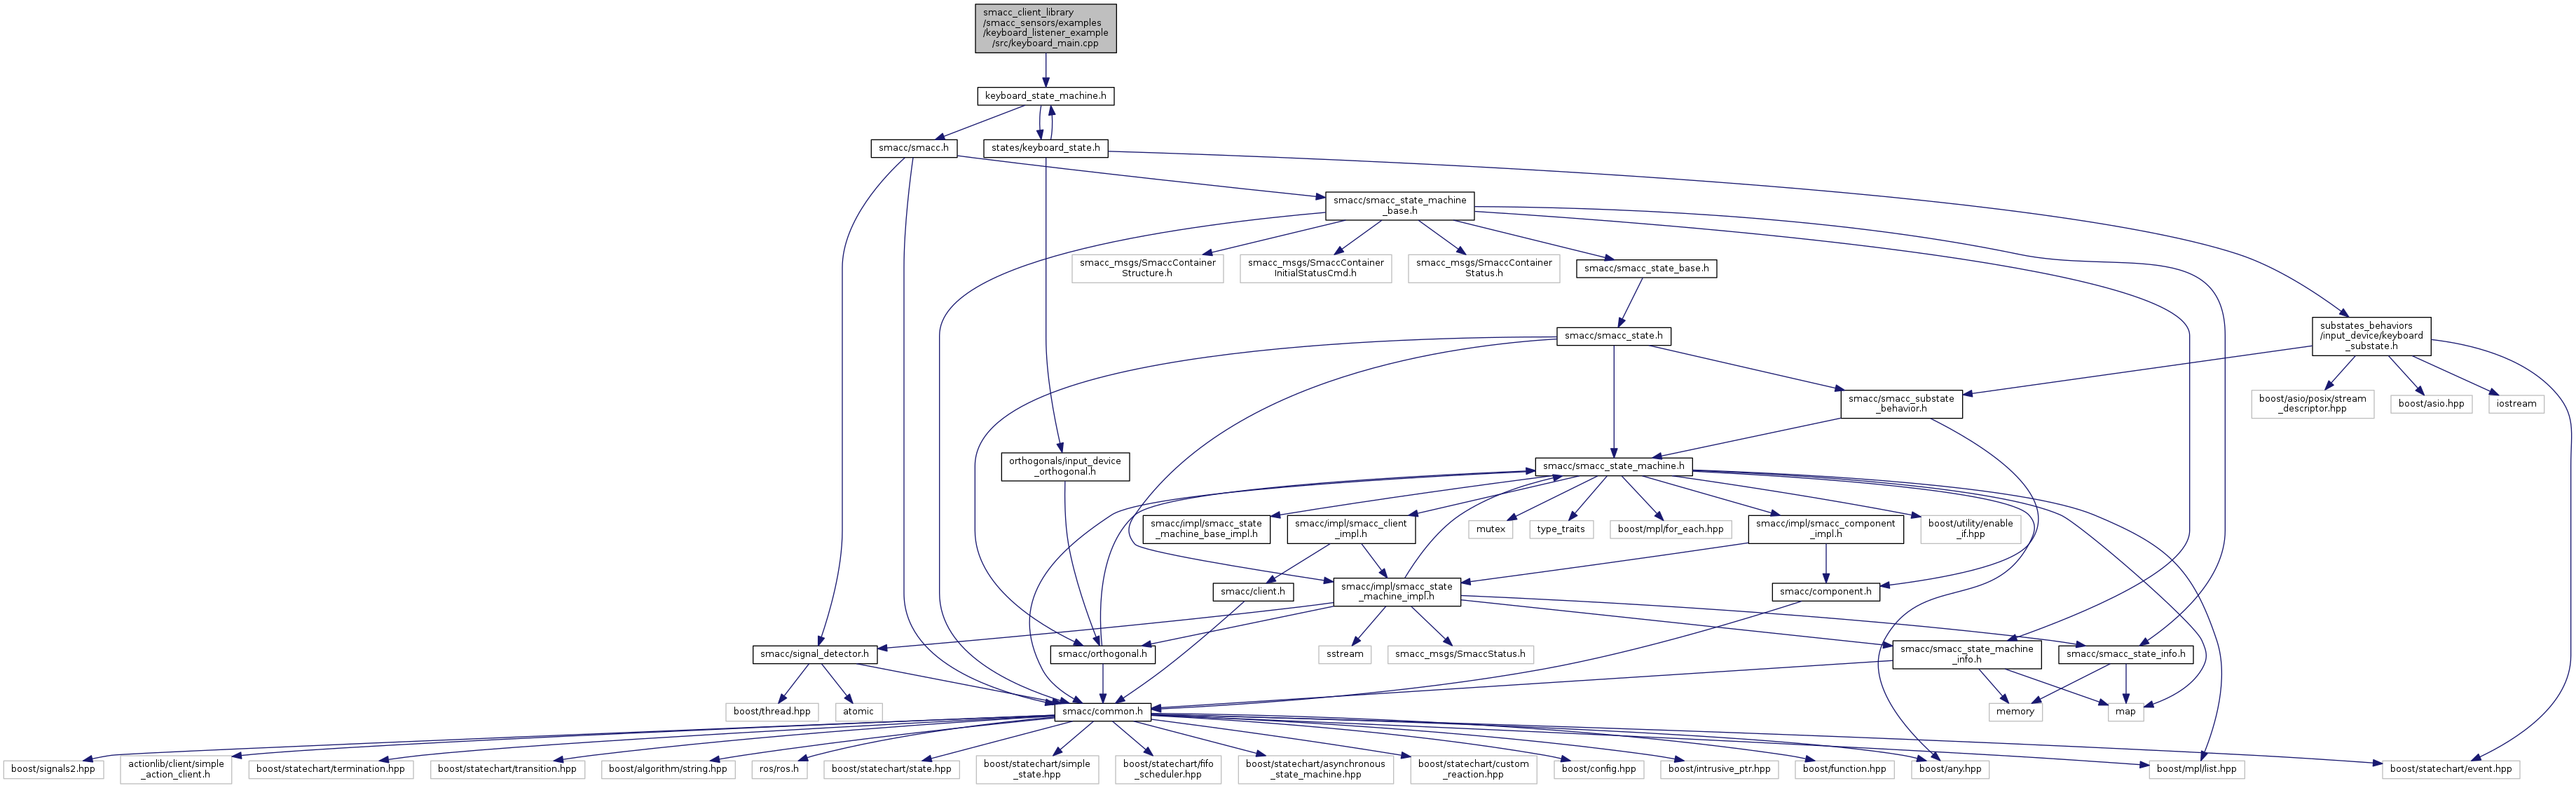 smacc_client_library
/smacc_sensors/examples
/keyboard_listener_example
/src/keyboard_main.cpp
keyboard_state_machine.h
smacc/smacc.h
states/keyboard_state.h
smacc/smacc_state_machine
_base.h
smacc_msgs/SmaccContainer
Structure.h
smacc_msgs/SmaccContainer
InitialStatusCmd.h
smacc_msgs/SmaccContainer
Status.h
smacc/smacc_state_base.h
smacc/smacc_state.h
substates_behaviors
/input_device/keyboard
_substate.h
smacc/smacc_substate
_behavior.h
boost/asio/posix/stream
_descriptor.hpp
boost/asio.hpp
iostream
orthogonals/input_device
_orthogonal.h
smacc/smacc_state_machine.h
smacc/impl/smacc_state
_machine_base_impl.h
smacc/impl/smacc_client
_impl.h
mutex
type_traits
boost/mpl/for_each.hpp
smacc/impl/smacc_component
_impl.h
boost/utility/enable
_if.hpp
smacc/client.h
smacc/impl/smacc_state
_machine_impl.h
smacc/component.h
smacc/signal_detector.h
smacc/orthogonal.h
sstream
smacc_msgs/SmaccStatus.h
smacc/smacc_state_machine
_info.h
smacc/smacc_state_info.h
boost/thread.hpp
atomic
smacc/common.h
memory
map
boost/signals2.hpp
actionlib/client/simple
_action_client.h
boost/statechart/termination.hpp
boost/statechart/transition.hpp
boost/algorithm/string.hpp
ros/ros.h
boost/statechart/state.hpp
boost/statechart/simple
_state.hpp
boost/statechart/fifo
_scheduler.hpp
boost/statechart/asynchronous
_state_machine.hpp
boost/statechart/custom
_reaction.hpp
boost/config.hpp
boost/intrusive_ptr.hpp
boost/function.hpp
boost/any.hpp
boost/mpl/list.hpp
boost/statechart/event.hpp